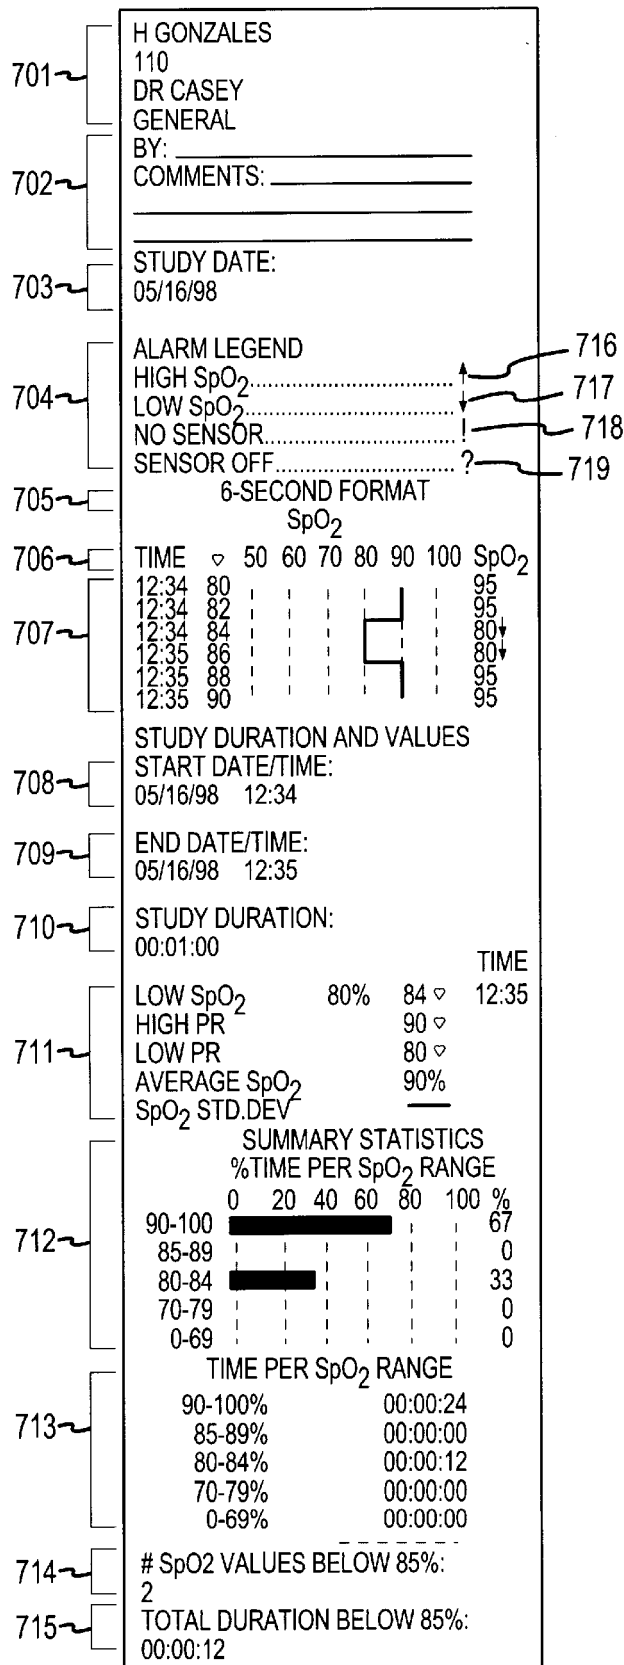 H GONZALES
701 110
DR CASEY
GENERAL
BY:
702 COMMENTS:
STUDY DATE:
703 05/16/98
ALARM LEGEND 716
HIGH SpO2..............................↑
704 LOW SpO2..............................↓ 717
NO SENSOR............................! 718
SENSOR OFF..........................? 719
705 6-SECOND FORMAT
SpO2
706 TIME ♡ 50 60 70 80 90 100 SpO2
12:34 80 95
12:34 82 95
707 12:34 84 80↓
12:35 86 80↓
12:35 88 95
12:35 90 95
STUDY DURATION AND VALUES
708 START DATE/TIME:
05/16/98 12:34
709 END DATE/TIME:
05/16/98 12:35
710 STUDY DURATION:
00:01:00
TIME
LOW SpO2 80% 84 ♡ 12:35
HIGH PR 90 ♡
711 LOW PR 80 ♡
AVERAGE SpO2 90%
SpO2 STD.DEV
SUMMARY STATISTICS
%TIME PER SpO2 RANGE
0 20 40 60 80 100 %
712 90-100 67
85-89 0
80-84 33
70-79 0
0-69 0
TIME PER SpO2 RANGE
90-100% 00:00:24
713 85-89% 00:00:00
80-84% 00:00:12
70-79% 00:00:00
0-69% 00:00:00
714 # SpO2 VALUES BELOW 85%:
2
715 TOTAL DURATION BELOW 85%:
00:00:12